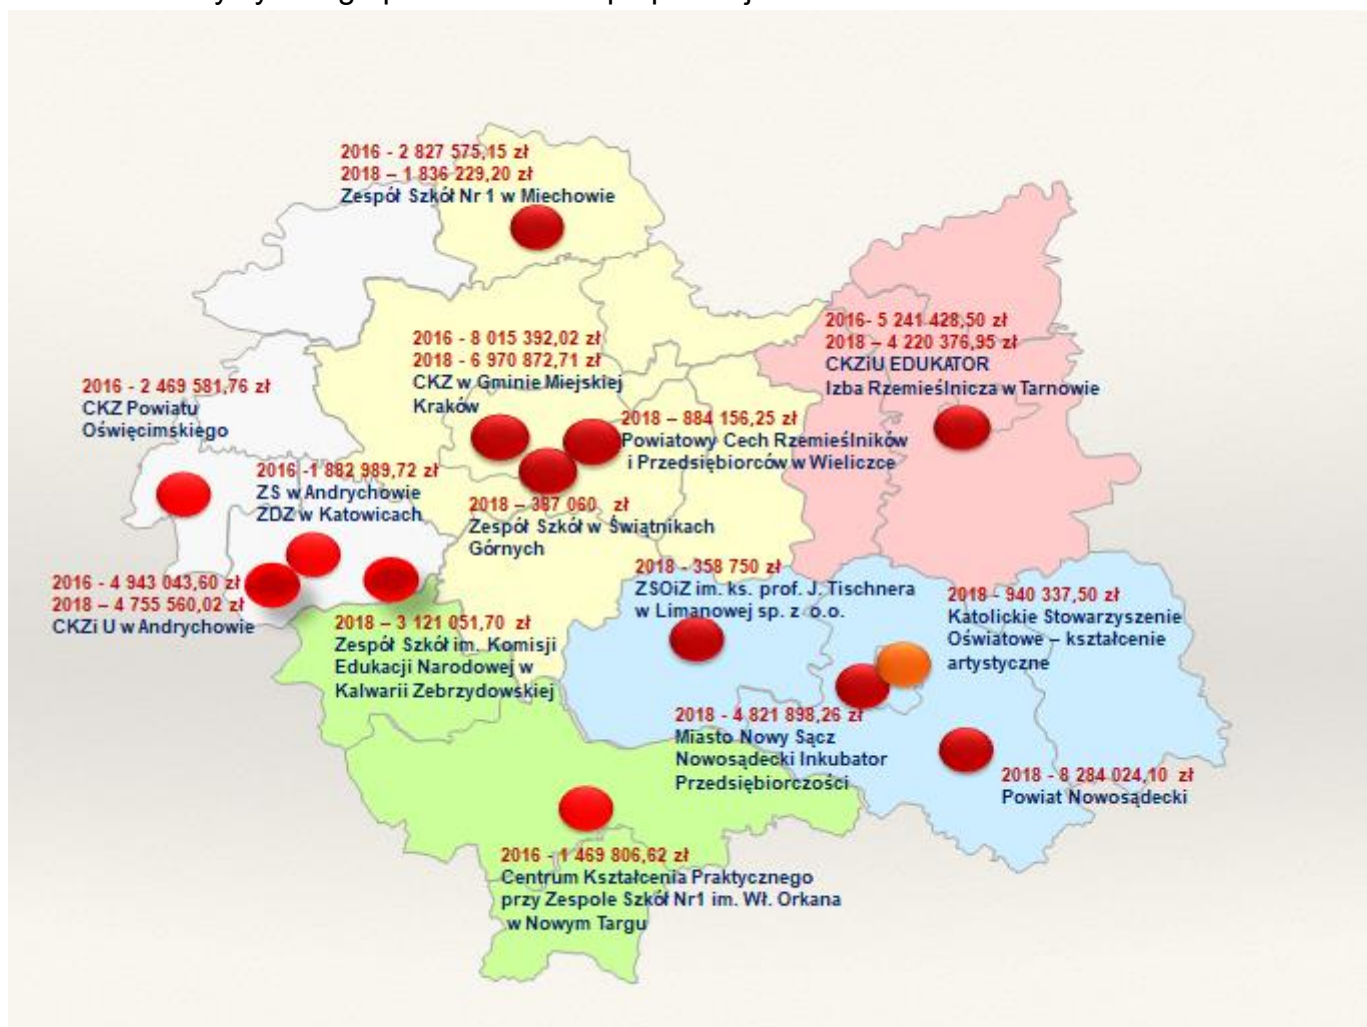 2016 - 2 827 575,15 zł
2018 – 1 836 229,20 zł
Zespół Szkół Nr 1 w Miechowie
2016 - 8 015 392,02 zł
2018 - 6 970 872,71 zł
CKZ w Gminie Miejskiej
Kraków
2016- 5 241 428,50 zł
2018 – 4 220 376,95 zł
CKZiU EDUKATOR
Izba Rzemieślnicza w Tarnowie
2016 - 2 469 581,76 zł
CKZ Powiatu
Oświęcimskiego
2018 – 884 156,25 zł
Powiatowy Cech Rzemieślników
i Przedsiębiorców w Wieliczce
2016 -1 882 989,72 zł
ZS w Andrychowie
ZDZ w Katowicach
2018 – 387 060 zł
Zespół Szkół w Świątnikach
Górnych
2016 - 4 943 043,60 zł
2018 – 4 755 560,02 zł
CKZi U w Andrychowie
2018 – 3 121 051,70 zł
Zespół Szkół im. Komisji
Edukacji Narodowej w
Kalwarii Zebrzydowskiej
2018 - 358 750 zł
ZSOiZ im. ks. prof. J. Tischnera
w Limanowej sp. z o.o.
2018 - 940 337,50 zł
Katolickie Stowarzyszenie
Oświatowe – kształcenie
artystyczne
2018 - 4 821 898,26 zł
Miasto Nowy Sącz
Nowosądecki Inkubator
Przedsiębiorczości
2018 - 8 284 024,10 zł
Powiat Nowosądecki
2016 - 1 469 806,62 zł
Centrum Kształcenia Praktycznego
przy Zespole Szkół Nr1 im. Wł. Orkana
w Nowym Targu